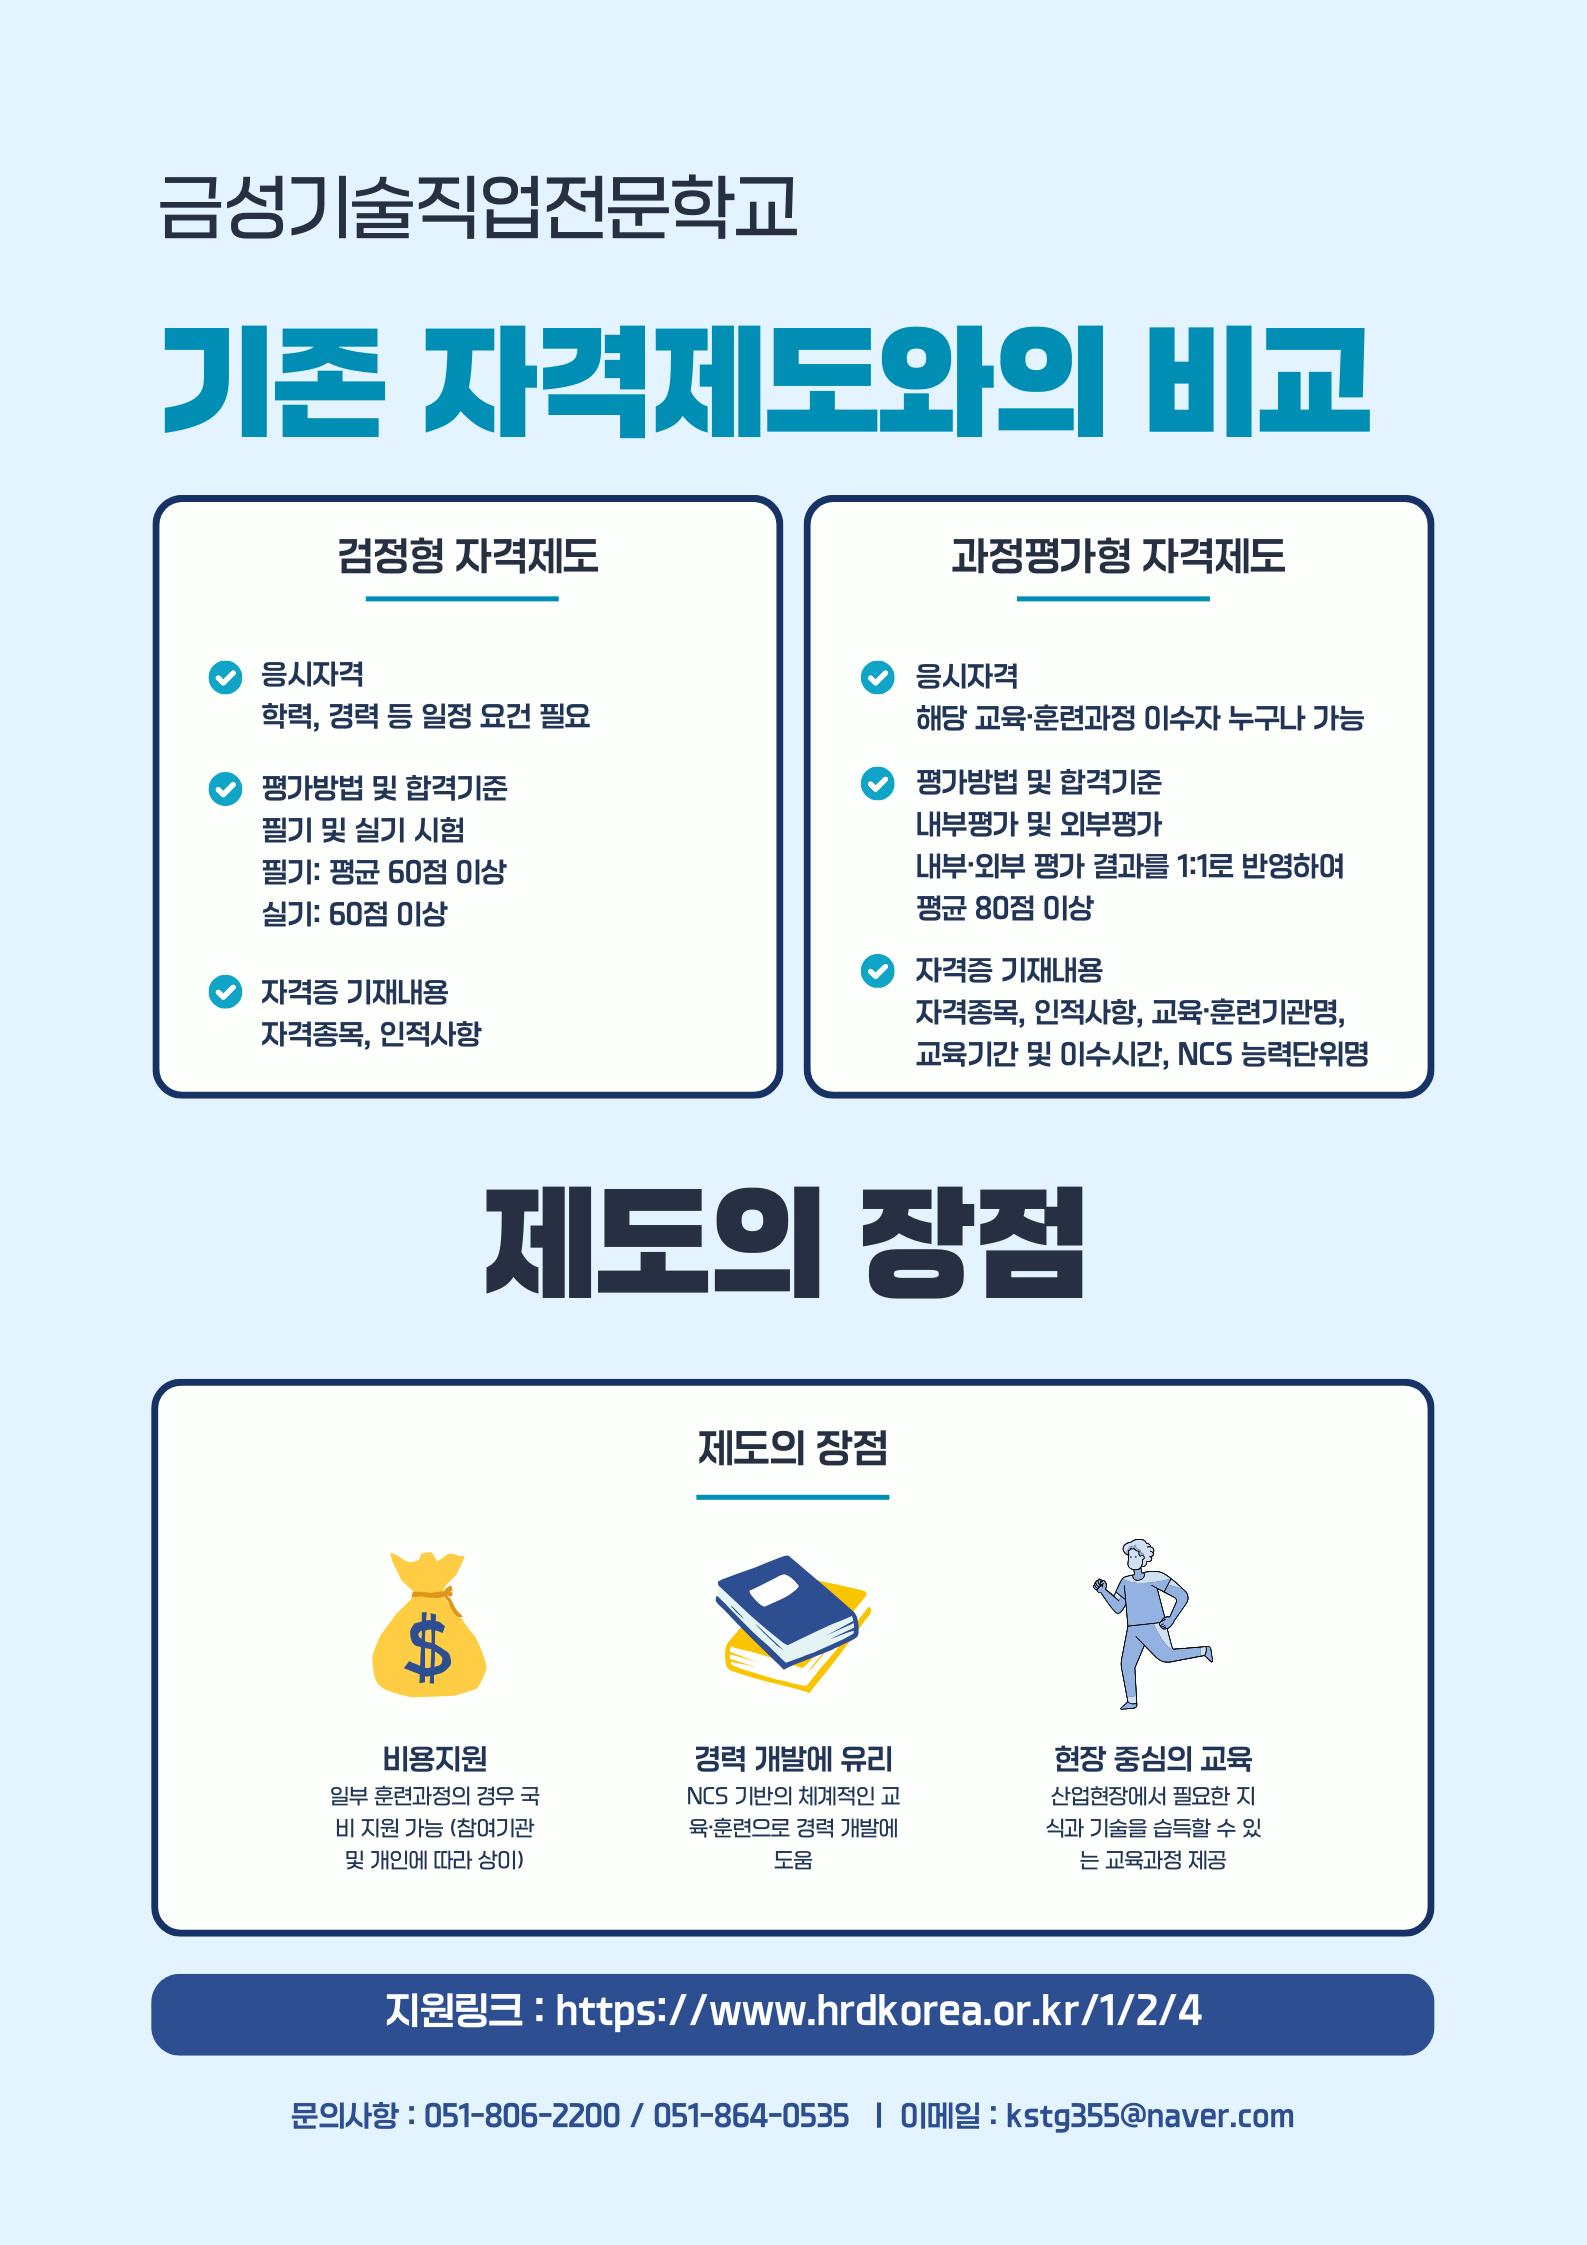 금성기술직업전문학교
기존 자격제도와의 비교
검정형 자격제도
응시자격
학력, 경력 등 일정 요건 필요
평가방법 및 합격기준
필기 및 실기 시험
필기: 평균 60점 이상
실기: 60점 이상
자격증 기재내용
자격종목, 인적사항
과정평가형 자격제도
응시자격
해당 교육·훈련과정 이수자 누구나 가능
평가방법 및 합격기준
내부평가 및 외부평가
내부·외부 평가 결과를 1:1로 반영하여
평균 80점 이상
자격증 기재내용
자격종목, 인적사항, 교육·훈련기관명,
교육기간 및 이수시간, NCS 능력단위명
제도의 장점
제도의 장점
$
비용지원
일부 훈련과정의 경우 국
비 지원 가능 (참여기관
및 개인에 따라 상이)
경력 개발에 유리
NCS 기반의 체계적인 교
육·훈련으로 경력 개발에
도움
현장 중심의 교육
산업현장에서 필요한 지
식과 기술을 습득할 수 있
는 교육과정 제공
지원링크 : https://www.hrdkorea.or.kr/1/2/4
문의사항 : 051-806-2200 / 051-864-0535 | 이메일 : kstg355@naver.com